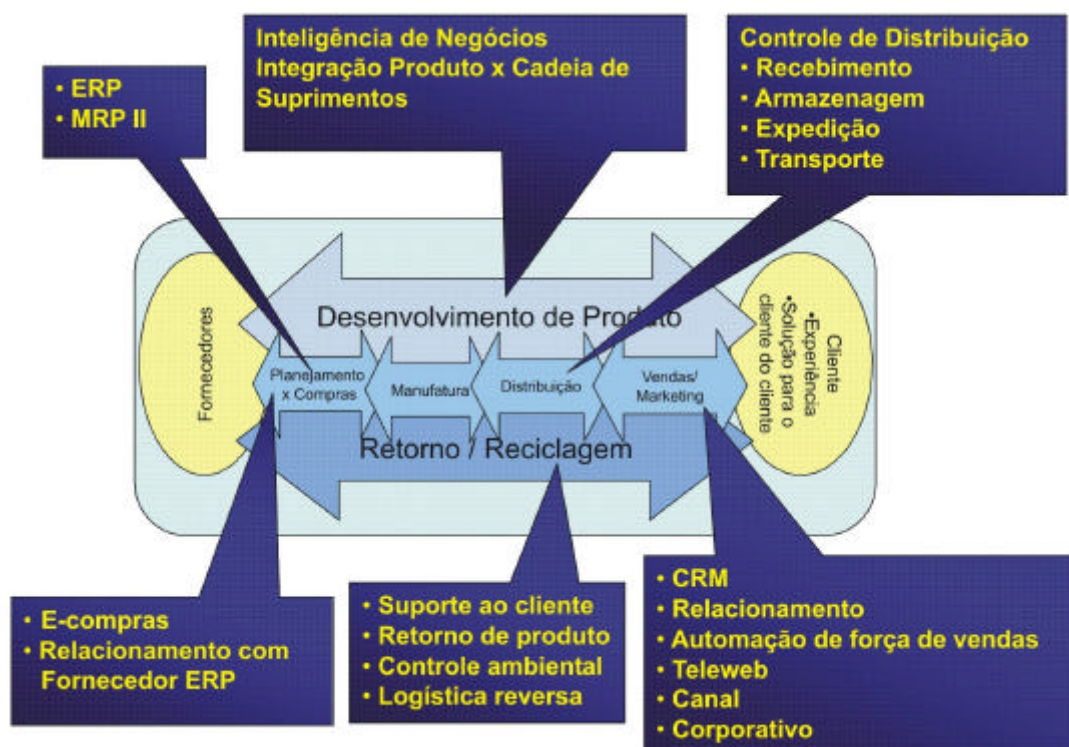 • ERP
• MRP II
Inteligência de Negócios
Integração Produto x Cadeia de
Suprimentos
Controle de Distribuição
• Recebimento
• Armazenagem
• Expedição
• Transporte
Fornecedores
Desenvolvimento de Produto
Planejamento
x Compras
Manufatura
Distribuição
Vendas/
Marketing
Retorno / Reciclagem
Cliente
•Experiência
•Solução para o
cliente do cliente
• E-compras
• Relacionamento com
Fornecedor ERP
• Suporte ao cliente
• Retorno de produto
• Controle ambiental
• Logística reversa
• CRM
• Relacionamento
• Automação de força de vendas
• Teleweb
• Canal
• Corporativo